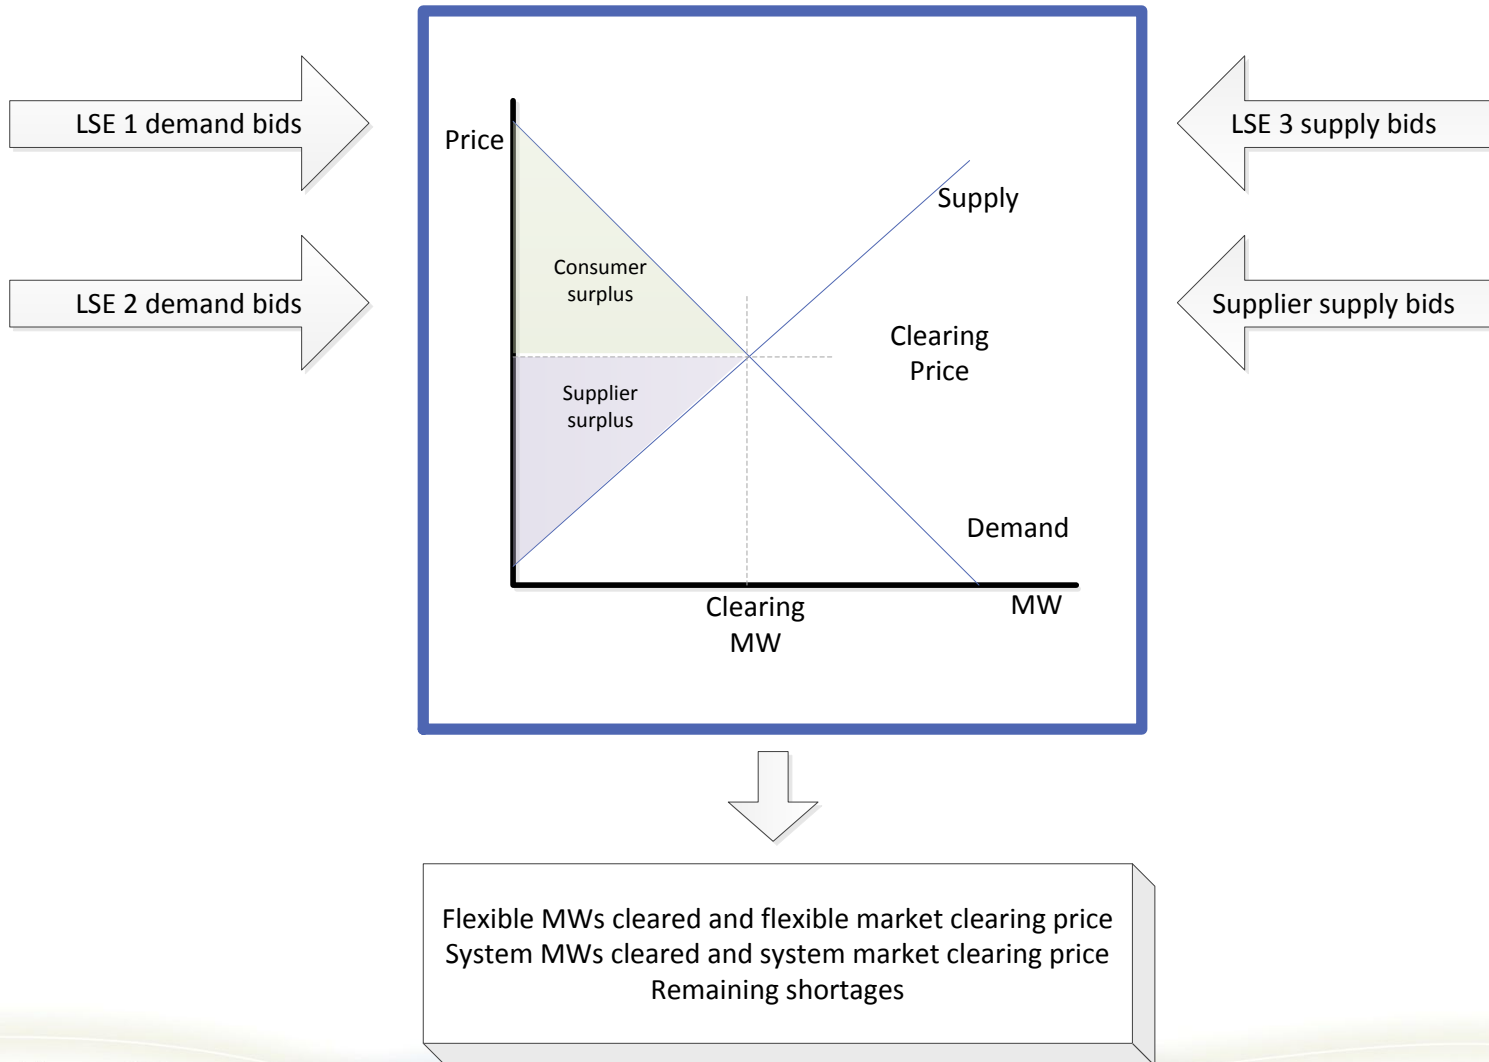 LSE 1 demand bids
LSE 2 demand bids
Price
Supply
Consumer
surplus
Clearing
Price
Supplier
surplus
Demand
MW
Clearing
MW
LSE 3 supply bids
Supplier supply bids
Flexible MWs cleared and flexible market clearing price
System MWs cleared and system market clearing price
Remaining shortages